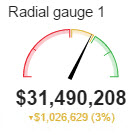 Radial gauge 1
$31,490,208
▾$1,026,629 (3%)